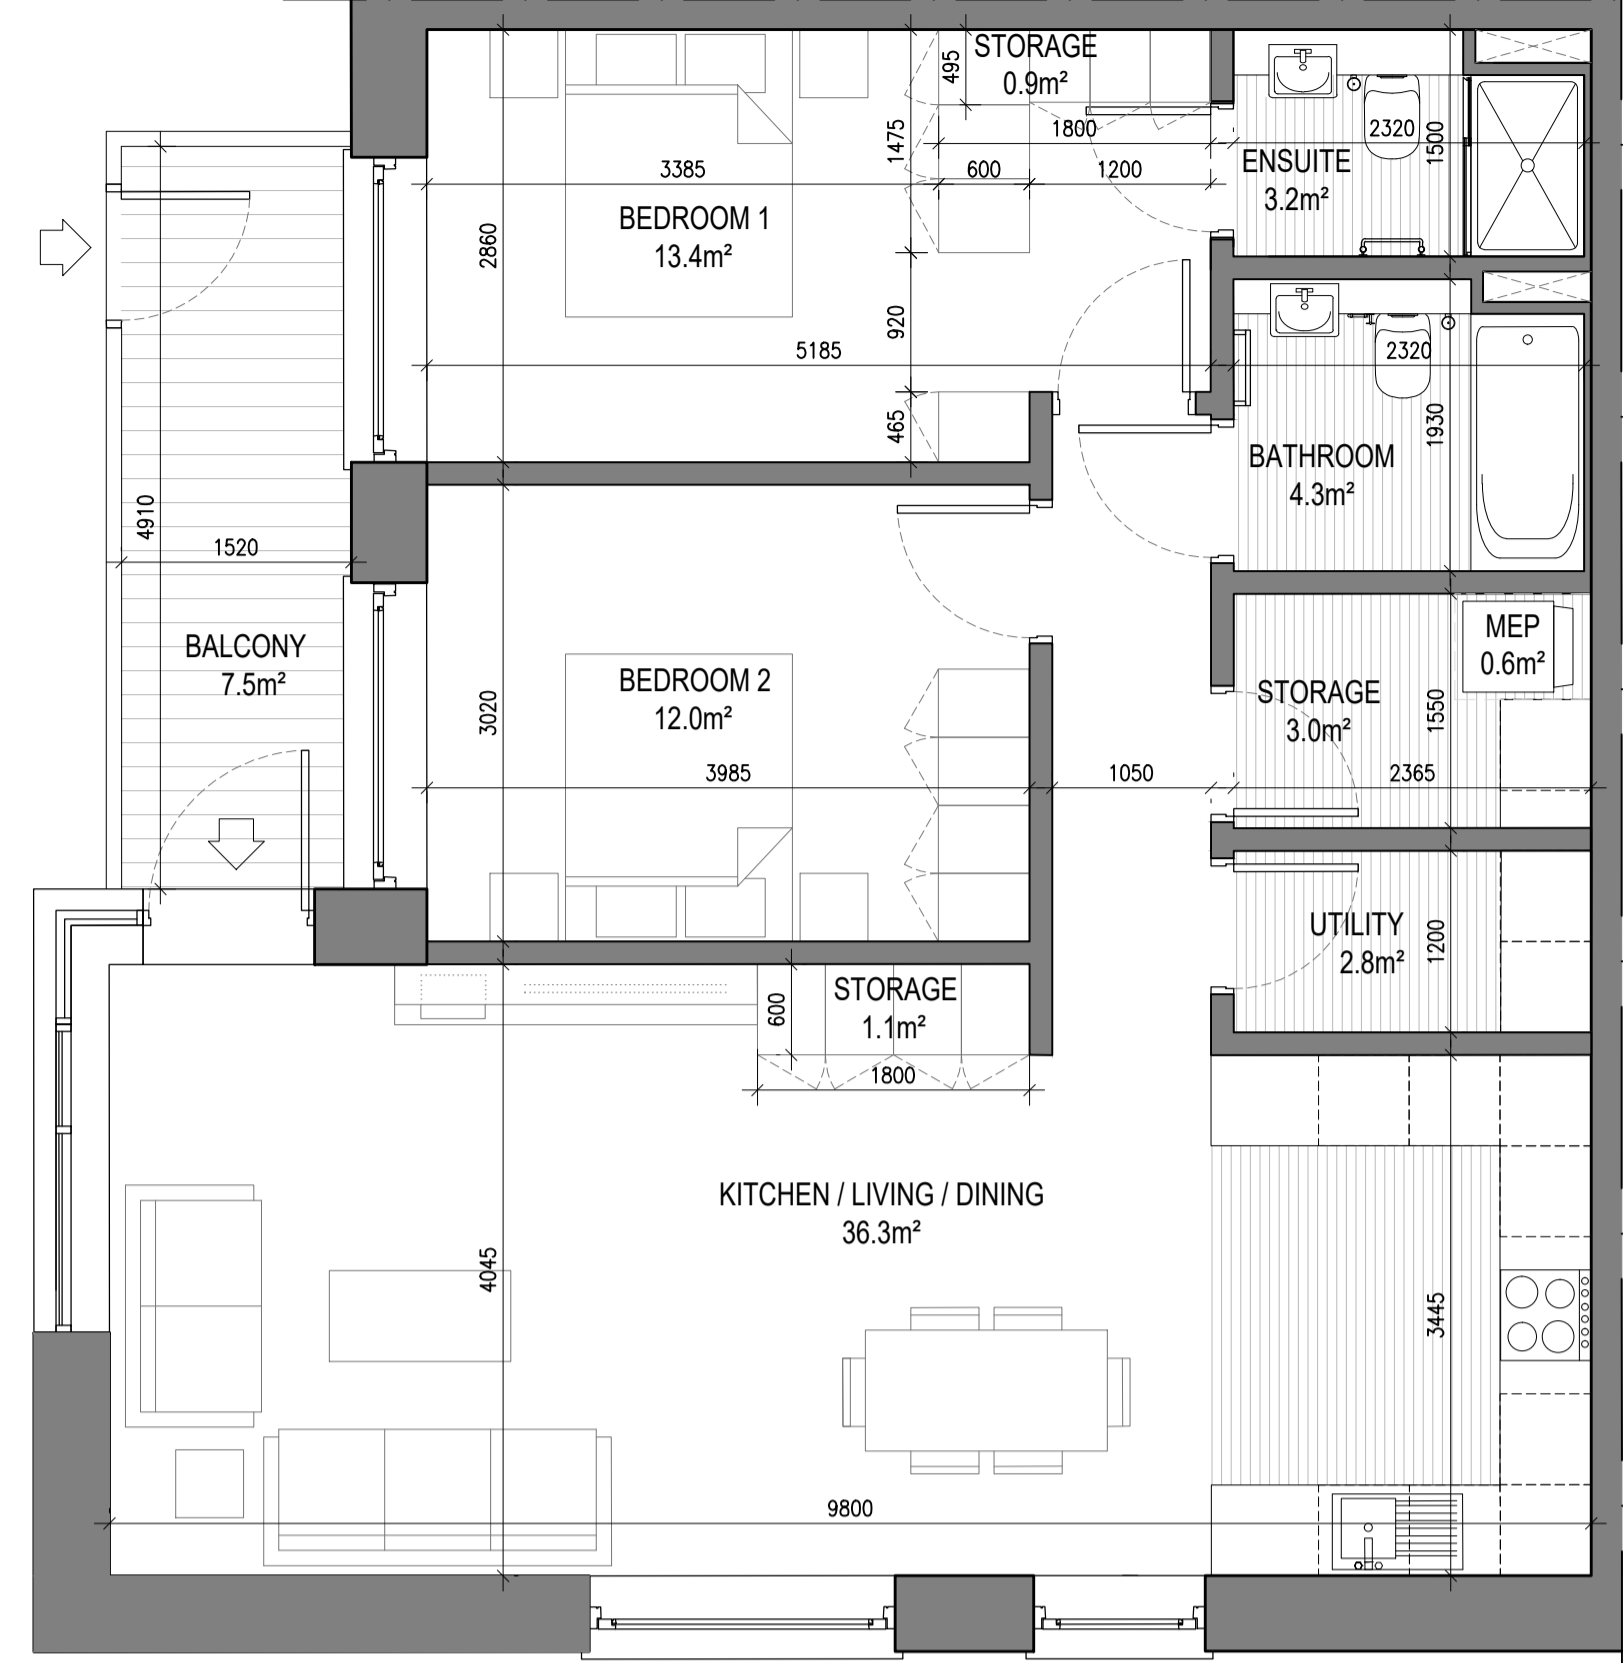 STORAGE
0.9m²
495
1475
1800
600
1200
3385
BEDROOM 1
13.4m²
2860
920
5185
465
2320
1500
ENSUITE
3.2m²
2320
1930
BATHROOM
4.3m²
4910
1520
BALCONY
7.5m²
BEDROOM 2
12.0m²
3020
3985
1050
MEP
0.6m²
STORAGE
3.0m²
1550
2365
UTILITY
2.8m²
1200
STORAGE
1.1m²
600
1800
KITCHEN / LIVING / DINING
36.3m²
4045
3445
9800